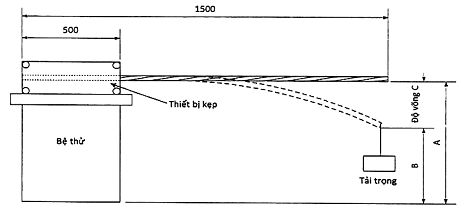 1500
500
Thiết bị kẹp
Độ võng C
A
Bệ thử
B
Tải trọng